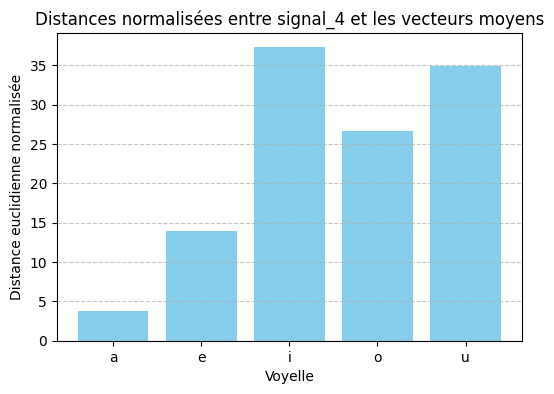 Distances normalisées entre signal_4 et les vecteurs moyens
Distance euclidienne normalisée
35
30
25
20
15
10
5
0
a e i o u
Voyelle